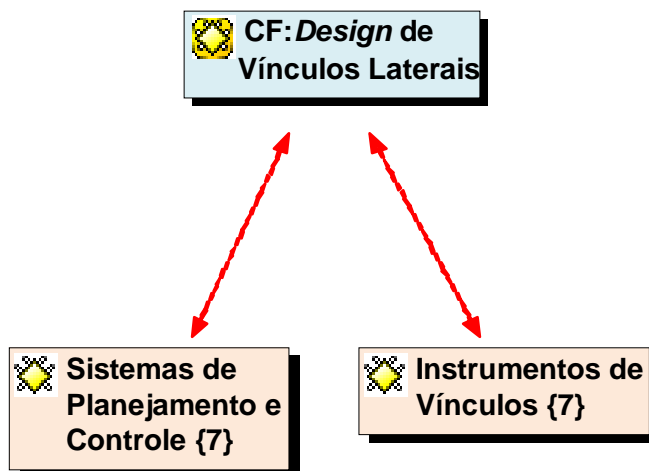 CF:Design de
Vínculos Laterais
Sistemas de
Planejamento e
Controle {7}
Instrumentos de
Vínculos {7}